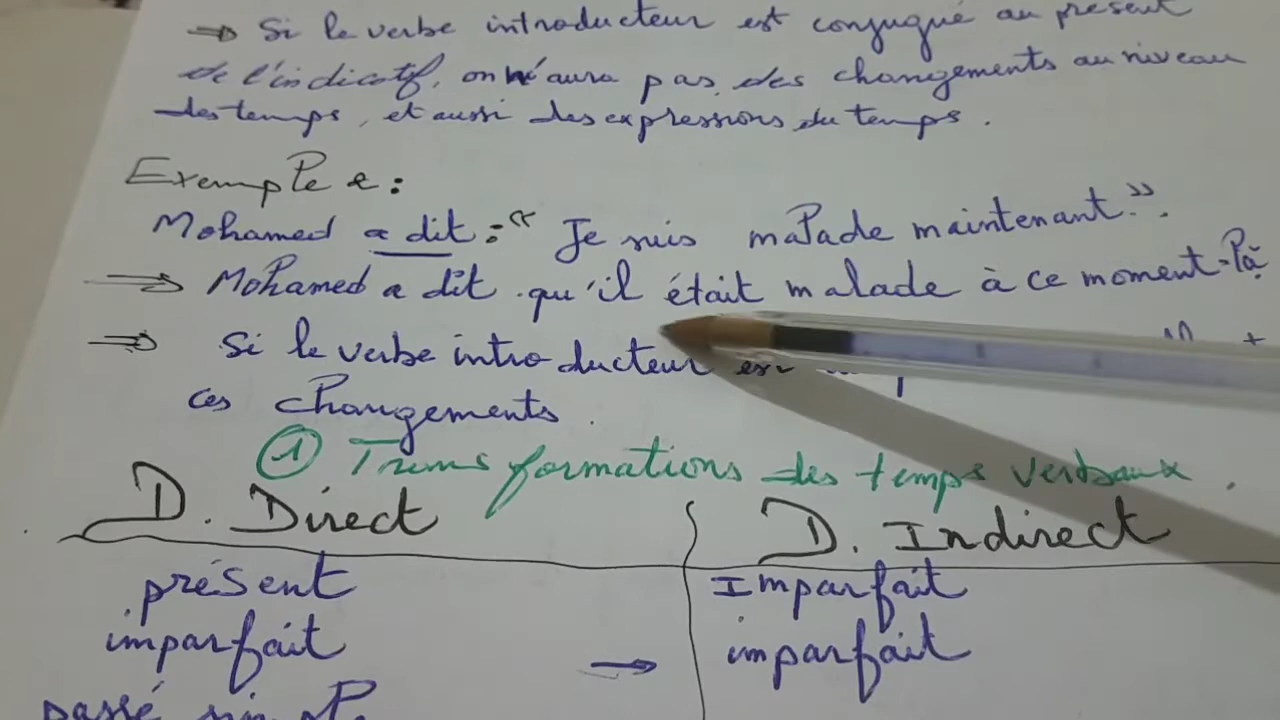 ⇒ Si le verbe introducteur est conjugué au présent
de l'indicatif, on n'aura pas des changements au niveau
des temps, et aussi des expressions du temps.
Exemple 2 :
Mohamed a dit : "Je suis malade maintenant".
⇒ Mohamed a dit qu'il était malade à ce moment-là
⇒ Si le verbe introducteur
ces changements.
① Transformations des temps verbaux.
D. Direct D. Indirect
présent Imparfait
imparfait → imparfait
passé simple